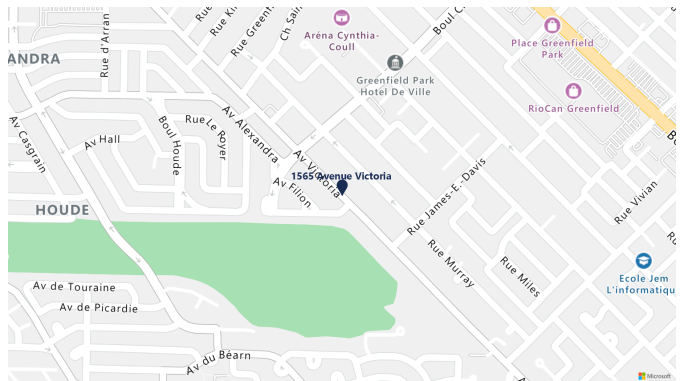 Rue d'Arran
Rue Greenf
Ch Sain
Boul C
Aréna Cynthia-
Coull
Place Greenfield
Park
ANDRA
Greenfield Park
Hotel De Ville
RioCan Greenfield
Av Casgrain
Av Hall
Boul Houde
Rue Le Royer
Av Alexandra
Av Victoria
1565 Avenue Victoria
Av Filion
Rue James-E.-Davis
Rue Vivian
HOUDE
Rue Murray
Rue Miles
Ecole Jem
L'informatiqu
Av de Touraine
Av de Picardie
Av du Béarn
Microsoft